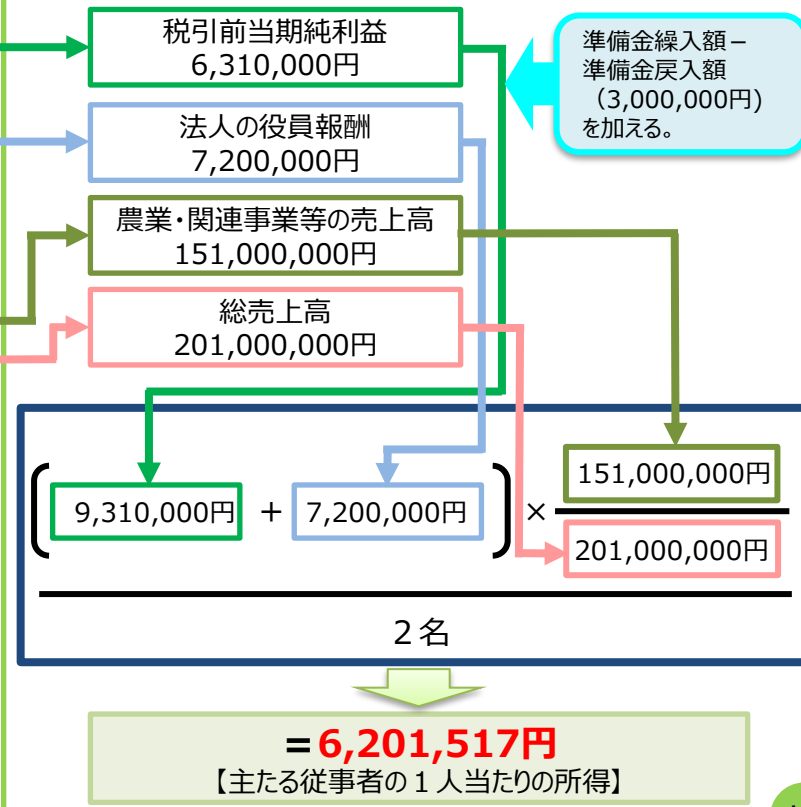 税引前当期純利益
6,310,000円
準備金繰入額－
準備金戻入額
（3,000,000円)
を加える。
法人の役員報酬
7,200,000円
農業・関連事業等の売上高
151,000,000円
総売上高
201,000,000円
( 9,310,000円 + 7,200,000円 ) × 151,000,000円
201,000,000円
２名
=6,201,517円
【主たる従事者の１人当たりの所得】